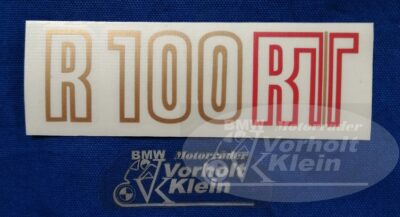 R 100 RT
BMW Motorräder
Vorholt
Klein
BMW Motorräder
Vorholt
Klein